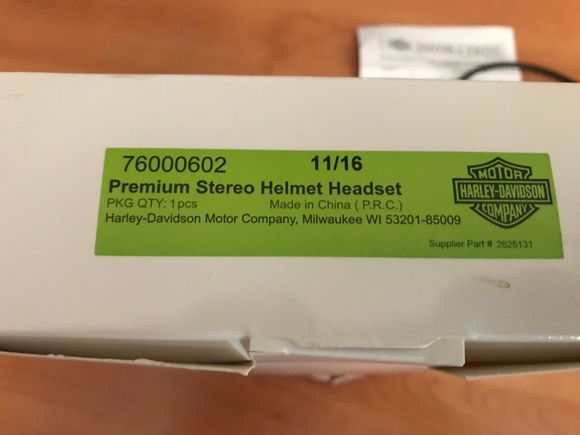 76000602 11/16
Premium Stereo Helmet Headset
PKG QTY: 1pcs Made in China ( P.R.C.)
Harley-Davidson Motor Company, Milwaukee WI 53201-85009
MOTOR
HARLEY-DAVIDSON
COMPANY
Supplier Part # 2625131